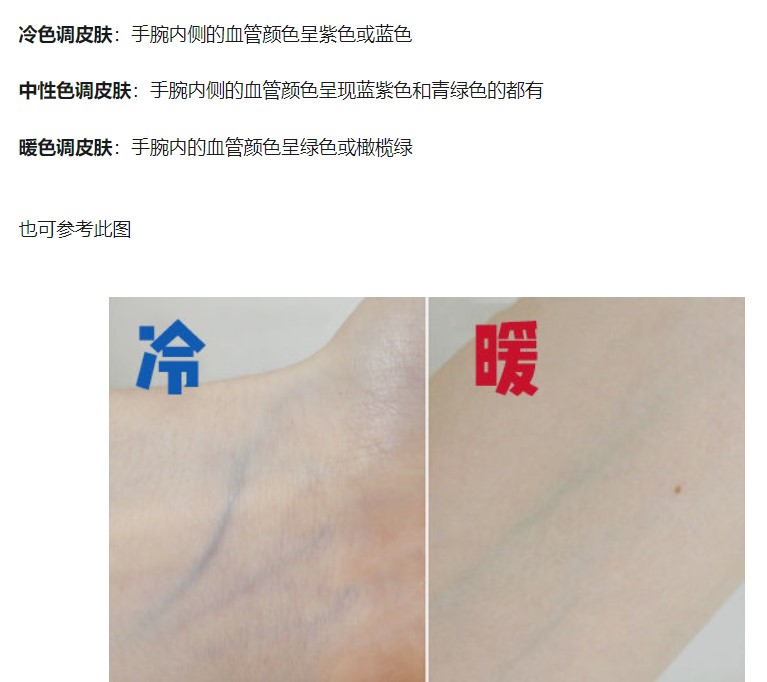 冷色调皮肤：手腕内侧的血管颜色呈紫色或蓝色
中性色调皮肤：手腕内侧的血管颜色呈现蓝紫色和青绿色的都有
暖色调皮肤：手腕内的血管颜色呈绿色或橄榄绿
也可参考此图
冷
暖